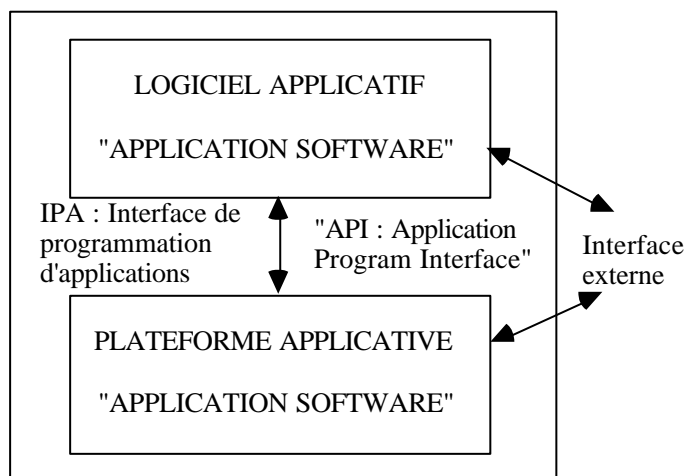 LOGICIEL APPLICATIF
"APPLICATION SOFTWARE"
IPA : Interface de
programmation
d'applications
"API : Application
Program Interface"
Interface
externe
PLATEFORME APPLICATIVE
"APPLICATION SOFTWARE"